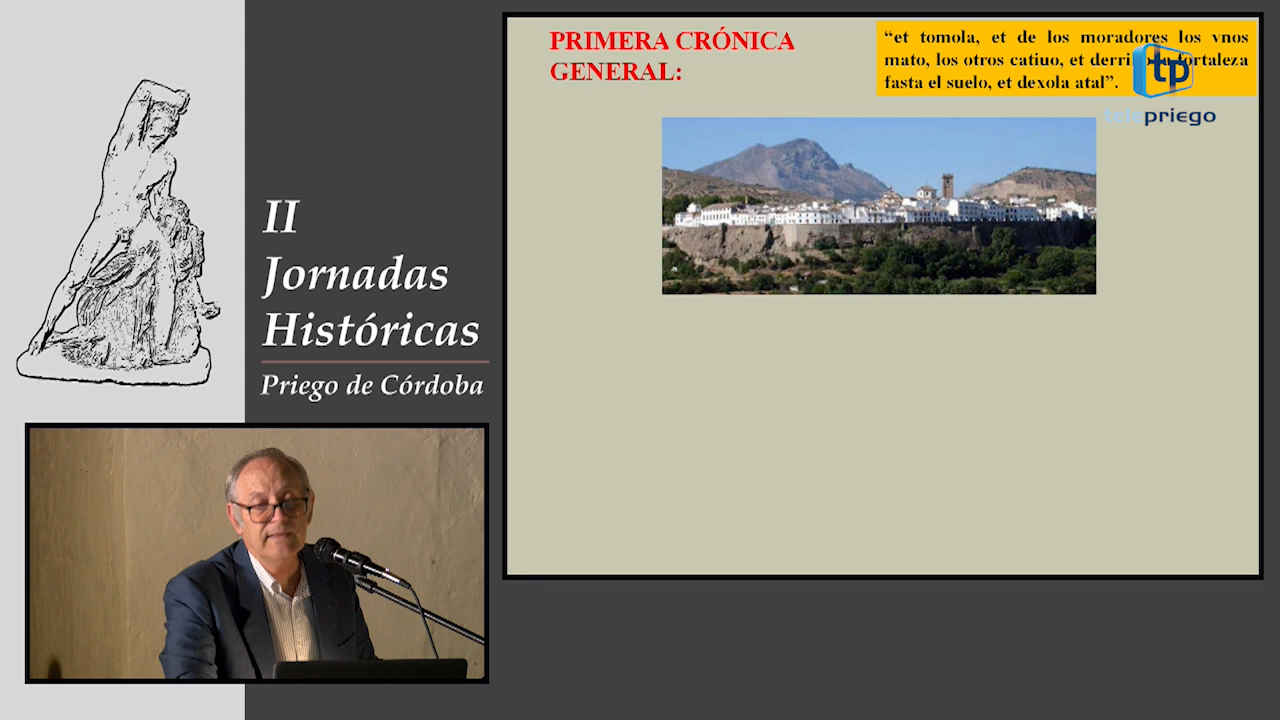 II
Jornadas
Históricas
Priego de Córdoba
PRIMERA CRÓNICA
GENERAL:
“et tomola, et de los moradores los vnos
mato, los otros catiuo, et derri fortaleza
fasta el suelo, et dexola atal”.
tp
telepriego